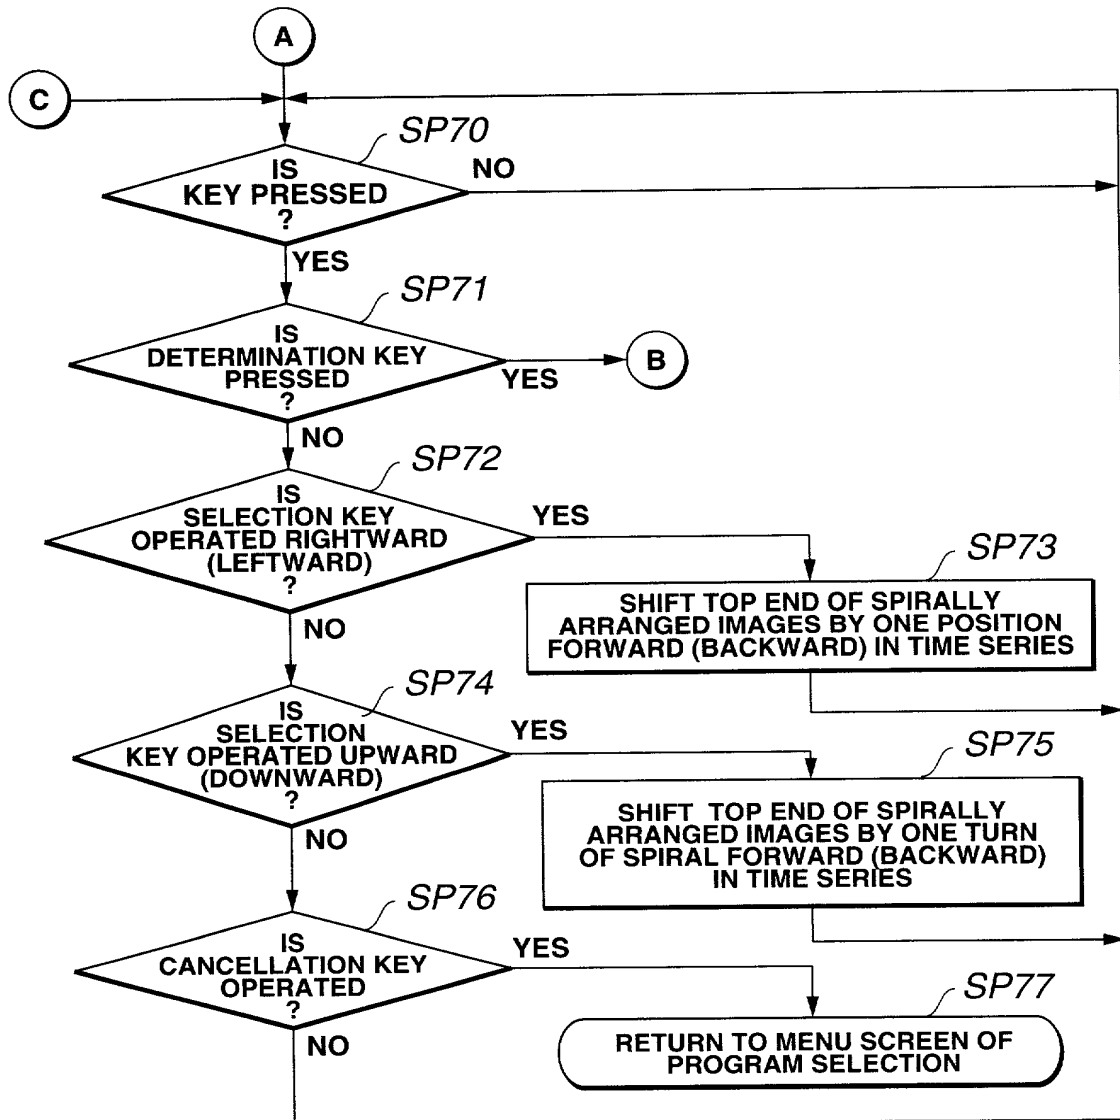 A
C
SP70
IS
KEY PRESSED
?
NO
YES
SP71
IS
DETERMINATION KEY
PRESSED
?
YES
B
NO
SP72
IS
SELECTION KEY
OPERATED RIGHTWARD
(LEFTWARD)
?
YES
NO
SP73
SHIFT TOP END OF SPIRALLY
ARRANGED IMAGES BY ONE POSITION
FORWARD (BACKWARD) IN TIME SERIES
SP74
IS
SELECTION
KEY OPERATED UPWARD
(DOWNWARD)
?
YES
NO
SP75
SHIFT TOP END OF SPIRALLY
ARRANGED IMAGES BY ONE TURN
OF SPIRAL FORWARD (BACKWARD)
IN TIME SERIES
SP76
IS
CANCELLATION KEY
OPERATED
?
YES
NO
SP77
RETURN TO MENU SCREEN OF
PROGRAM SELECTION